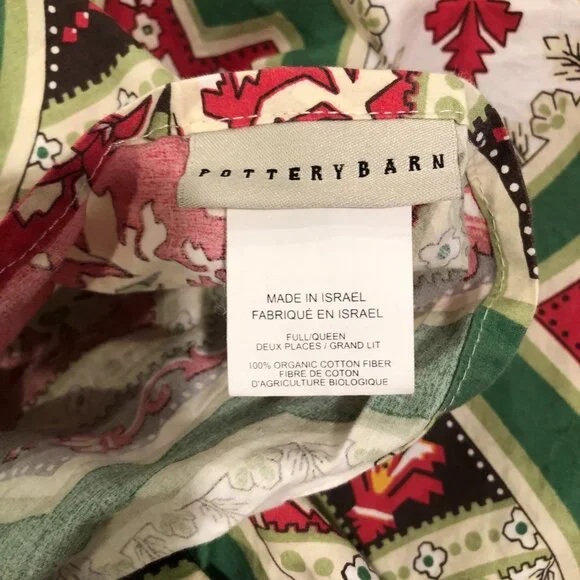 POTTERYBARN
MADE IN ISRAEL
FABRIQUÉ EN ISRAEL
FULL/QUEEN
DEUX PLACES / GRAND LIT
100% ORGANIC COTTON FIBER
FIBRE DE COTON
D'AGRICULTURE BIOLOGIQUE